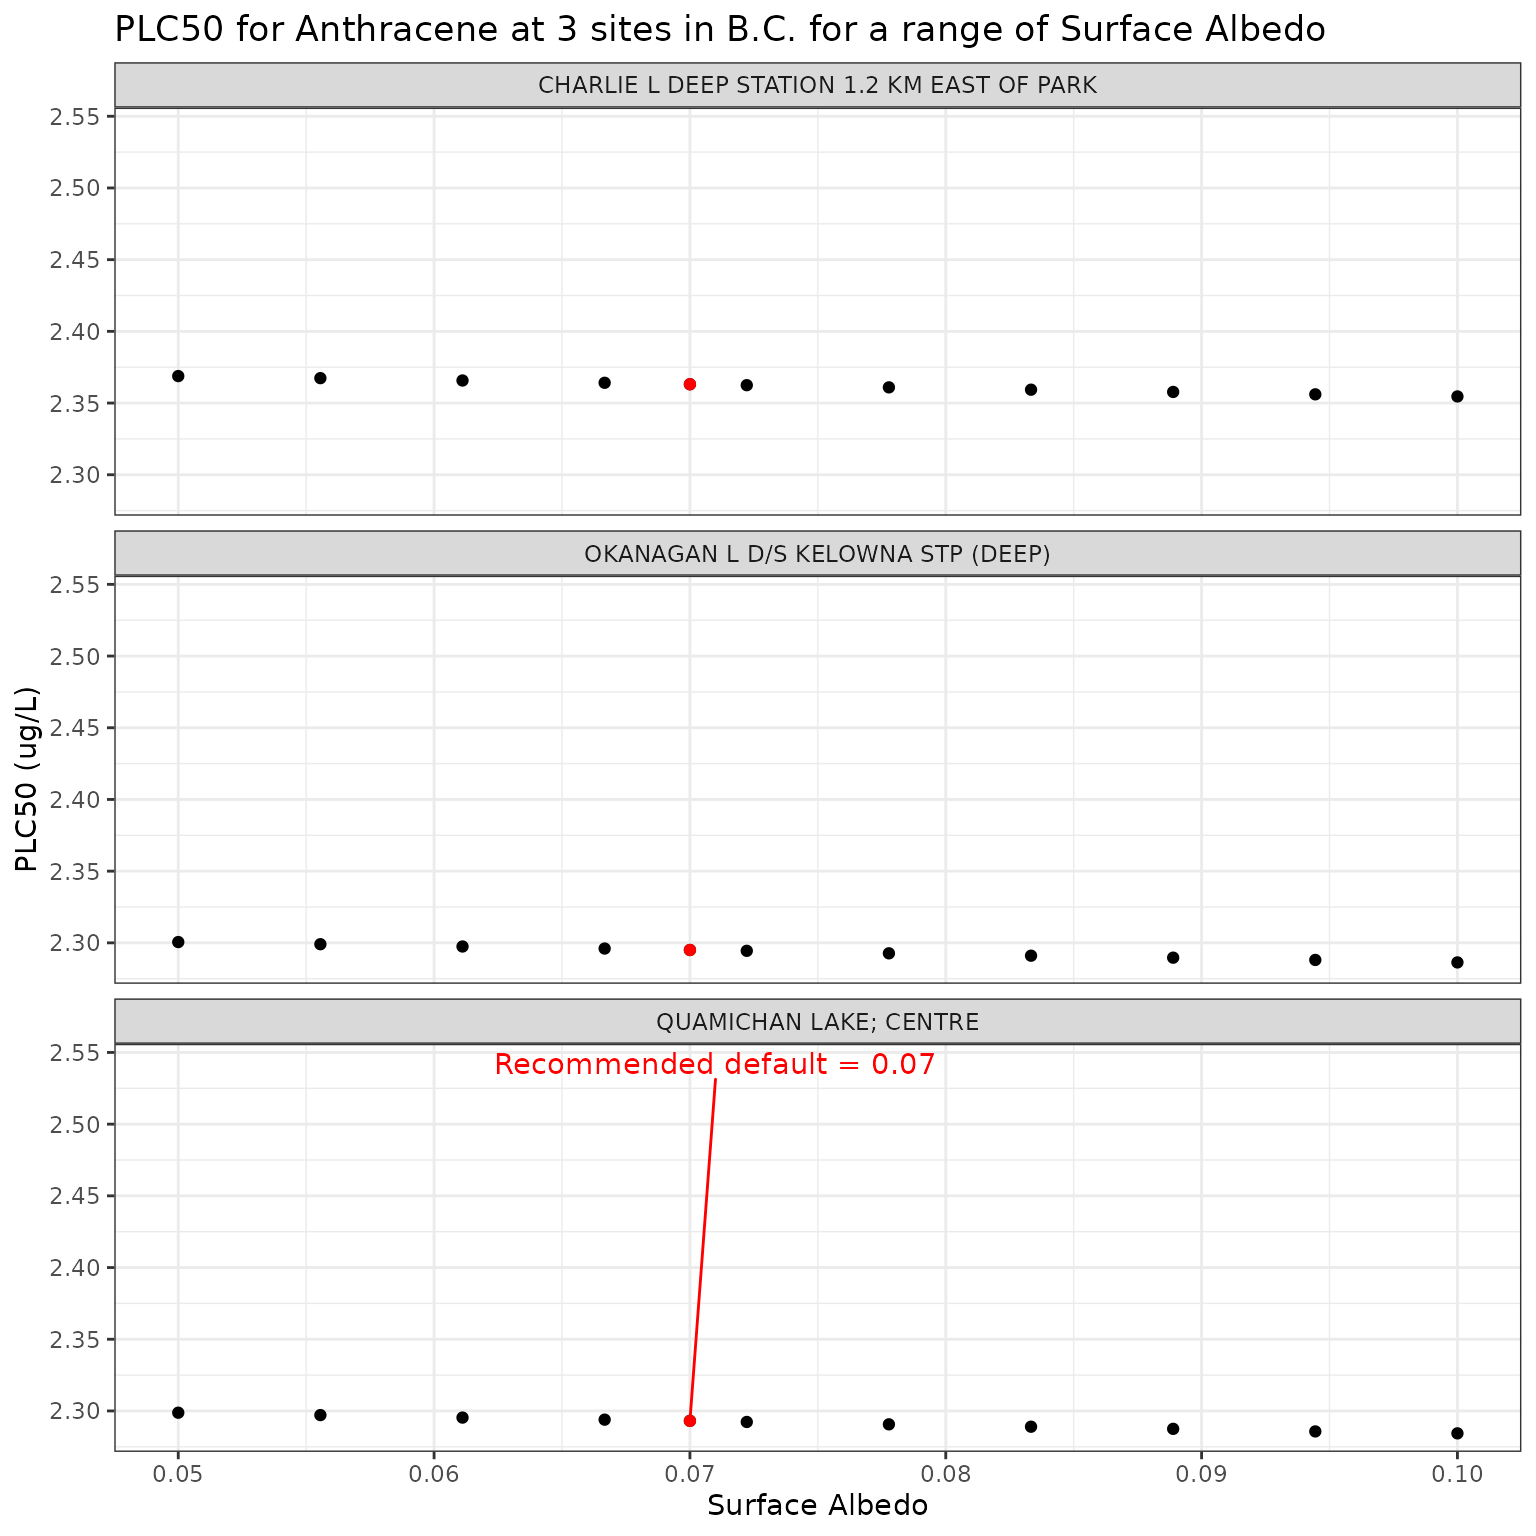 PLC50 for Anthracene at 3 sites in B.C. for a range of Surface Albedo
CHARLIE L DEEP STATION 1.2 KM EAST OF PARK
2.55
2.50
2.45
2.40
2.35
2.30
OKANAGAN L D/S KELOWNA STP (DEEP)
2.55
2.50
2.45
2.40
2.35
2.30
PLC50 (ug/L)
QUAMICHAN LAKE; CENTRE
Recommended default = 0.07
2.55
2.50
2.45
2.40
2.35
2.30
0.05 0.06 0.07 0.08 0.09 0.10
Surface Albedo